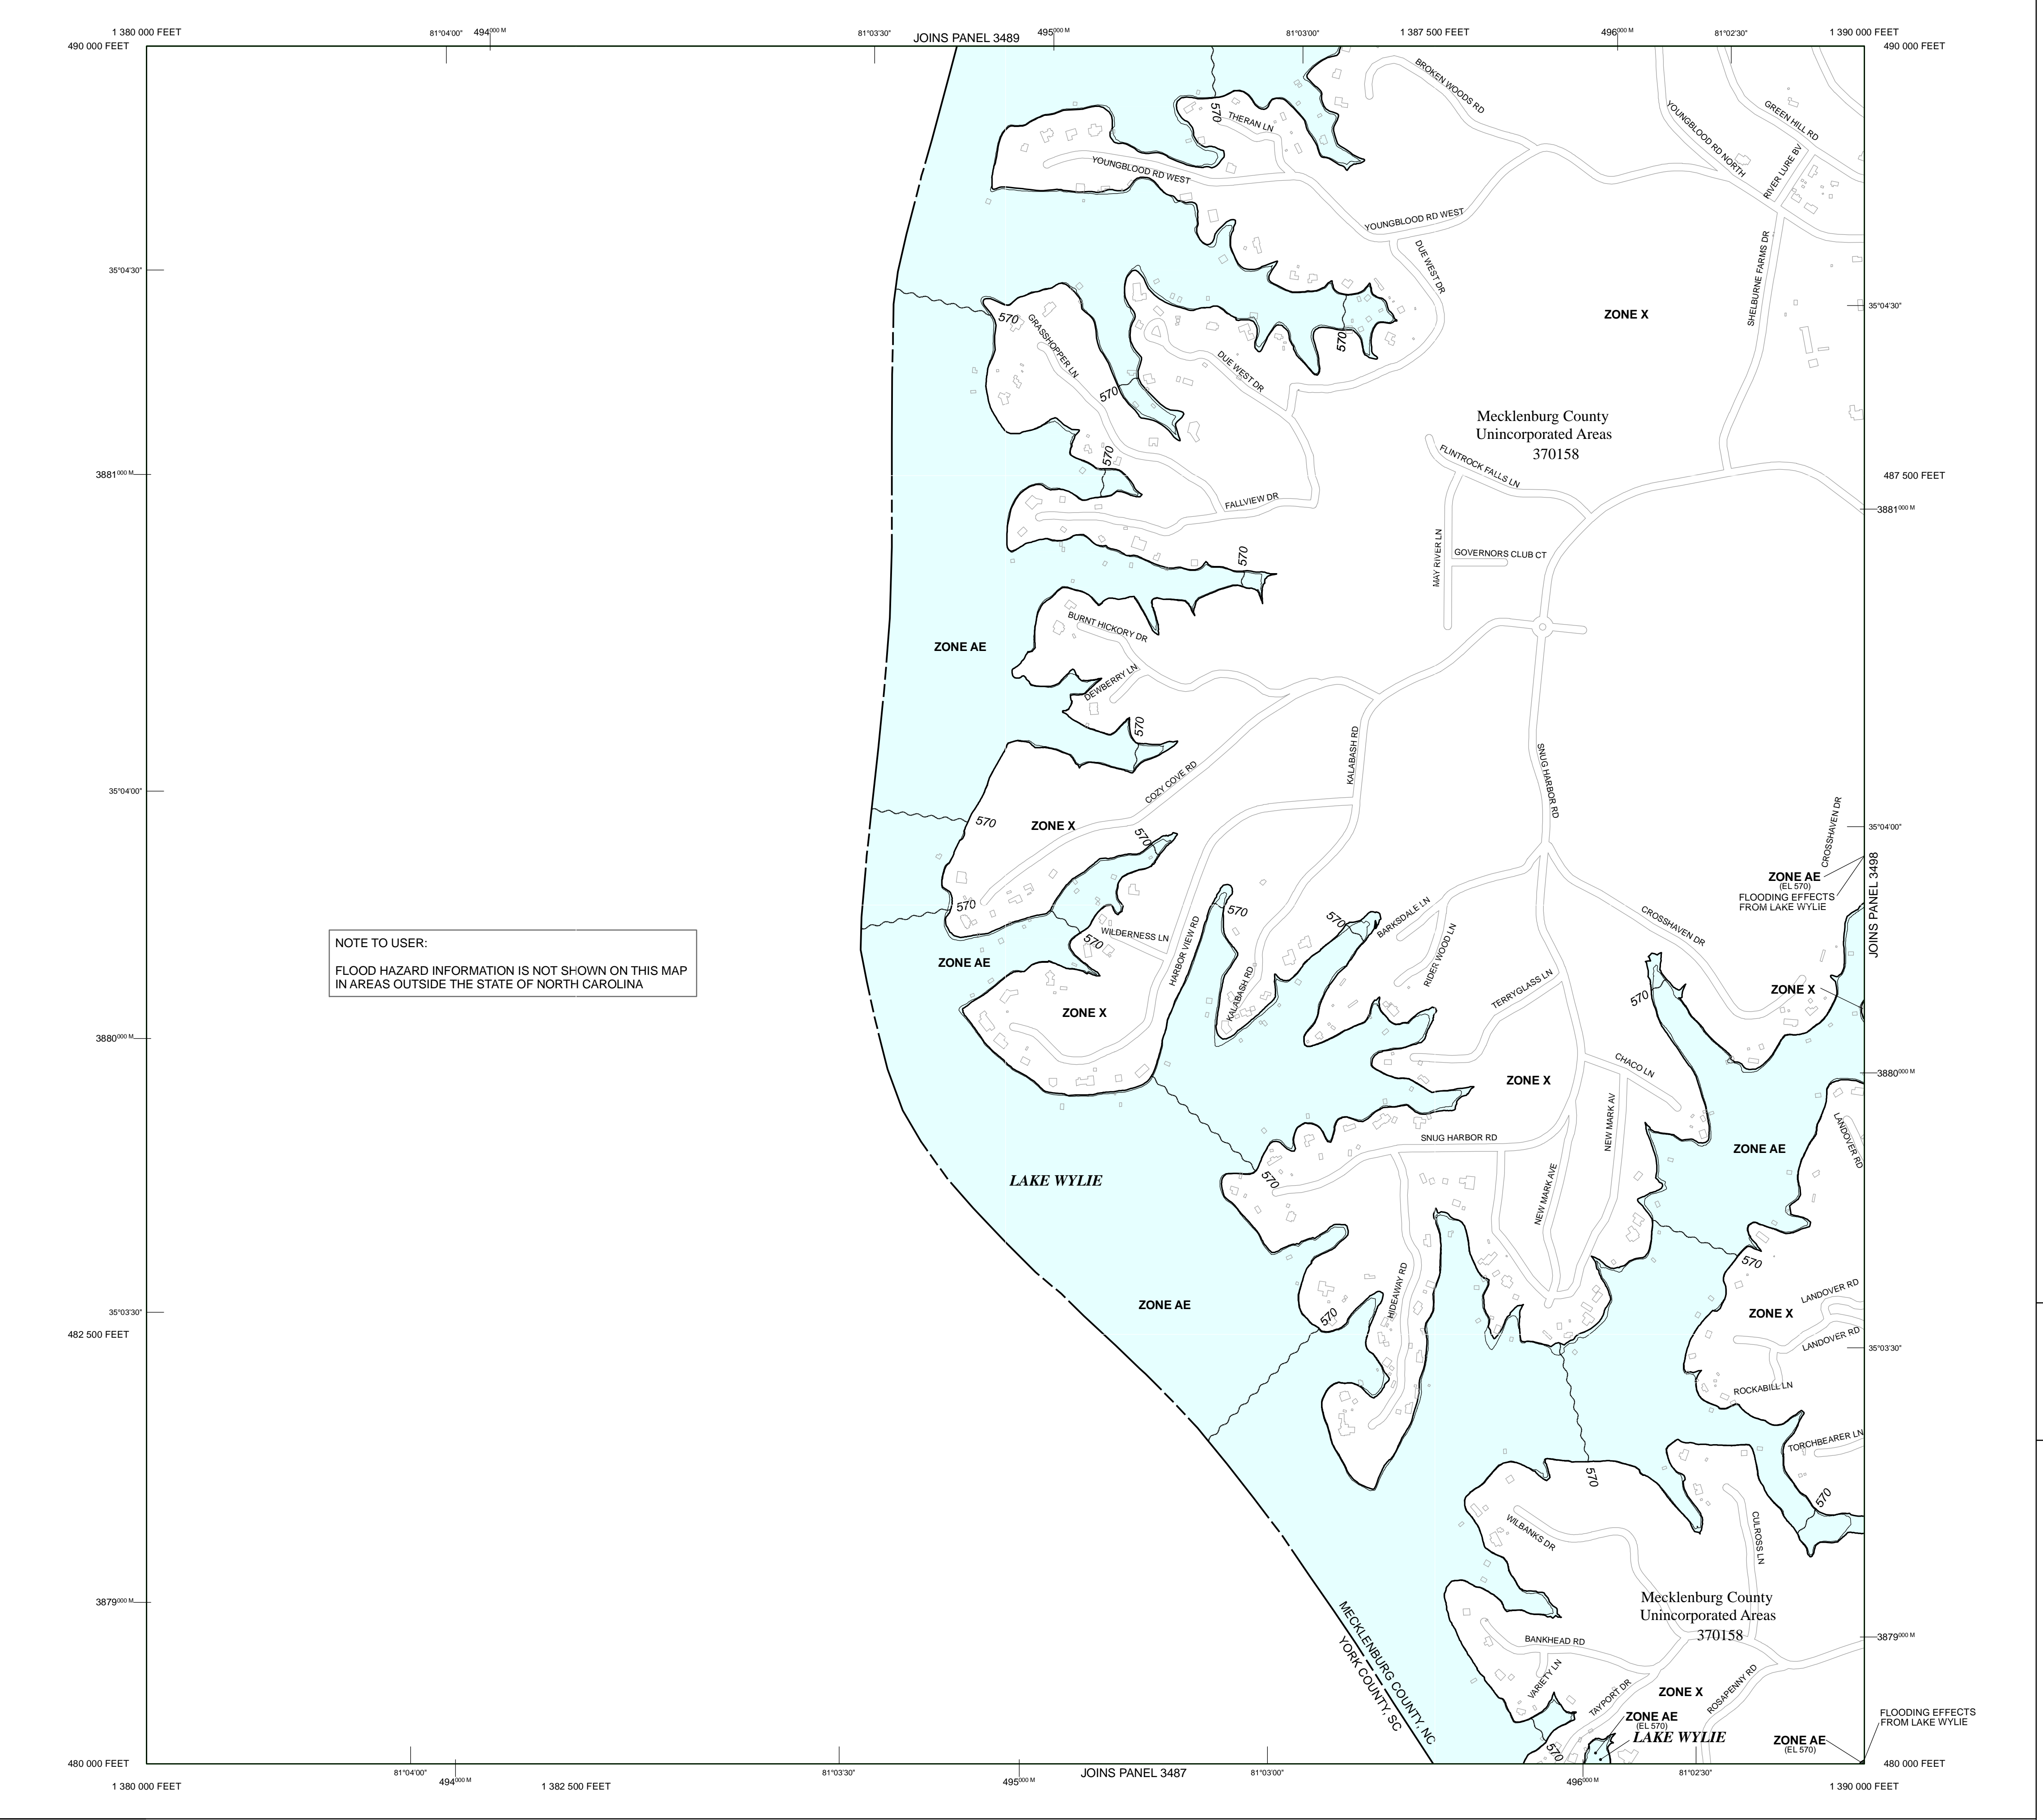 1 380 000 FEET
81°04'00"
494000 M
81°03'30"
JOINS PANEL 3489
495000 M
81°03'00"
1 387 500 FEET
496000 M
81°02'30"
1 390 000 FEET
490 000 FEET
490 000 FEET
BROKEN WOODS RD
GREEN HILL RD
YOUNGBLOOD RD NORTH
570
THERAN LN
RIVER LURE BV
YOUNGBLOOD RD WEST
YOUNGBLOOD RD WEST
DUE WEST DR
SHELBURNE FARMS DR
35°04'30"
35°04'30"
570
GRASSHOPPER LN
570
ZONE X
DUE WEST DR
570
Mecklenburg County
Unincorporated Areas
370158
570
FLINTROCK FALLS LN
3881000 M
487 500 FEET
FALLVIEW DR
3881000 M
570
MAY RIVER LN
GOVERNORS CLUB CT
BURNT HICKORY DR
ZONE AE
DEWBERRY LN
570
KALABASH RD
COZY COVE RD
SNUG HARBOR RD
35°04'00"
570
ZONE X
570
35°04'00"
CROSSHAVEN DR
ZONE AE
(EL 570)
FLOODING EFFECTS
FROM LAKE WYLIE
JOINS PANEL 3498
570
570
570
BARKSDALE LN
CROSSHAVEN DR
WILDERNESS LN
570
HARBOR VIEW RD
RIDER WOOD LN
NOTE TO USER:
FLOOD HAZARD INFORMATION IS NOT SHOWN ON THIS MAP
IN AREAS OUTSIDE THE STATE OF NORTH CAROLINA
ZONE AE
KALABASH RD
TERRYGLASS LN
570
ZONE X
ZONE X
3880000 M
CHACO LN
3880000 M
ZONE X
NEW MARK AV
SNUG HARBOR RD
ZONE AE
LANDOVER RD
LAKE WYLIE
570
NEW MARK AVE
570
HIDEAWAY RD
ZONE AE
570
LANDOVER RD
ZONE X
35°03'30"
482 500 FEET
LANDOVER RD
35°03'30"
ROCKABILL LN
TORCHBEARER LN
570
570
WILBANKS DR
CULROSS LN
3879000 M
Mecklenburg County
Unincorporated Areas
370158
3879000 M
MECKLENBURG COUNTY, NC
YORK COUNTY, SC
BANKHEAD RD
VARIETY LN
TAYPORT DR
ROSAPENNY RD
ZONE X
ZONE AE
(EL 570)
LAKE WYLIE
570
ZONE AE
(EL 570)
FLOODING EFFECTS
FROM LAKE WYLIE
480 000 FEET
480 000 FEET
1 380 000 FEET
81°04'00"
494000 M
1 382 500 FEET
81°03'30"
495000 M
JOINS PANEL 3487
81°03'00"
496000 M
81°02'30"
1 390 000 FEET